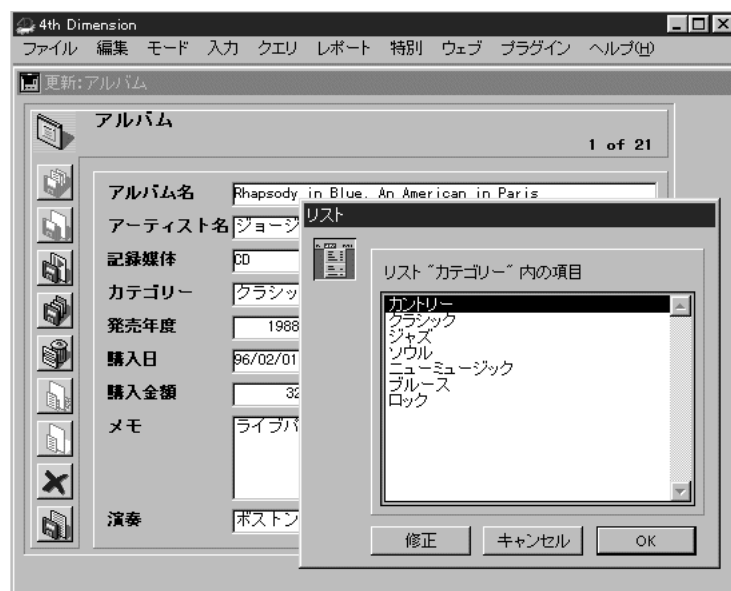 4th Dimension
ファイル 編集 モード 入力 クエリ レポート 特別 ウェブ プラグイン ヘルプ(H)
更新:アルバム
アルバム
1 of 21
アルバム名 Rhapsody in Blue. An American in Paris
アーティスト名 ジョージ
記録媒体 CD
カテゴリー クラシッ
発売年度 1988
購入日 96/02/01
購入金額 32
メモ ライブパ
演奏 ボストン
リスト
リスト "カテゴリー" 内の項目
カントリー
クラシック
ジャズ
ソウル
ニューミュージック
ブルース
ロック
修正 キャンセル OK